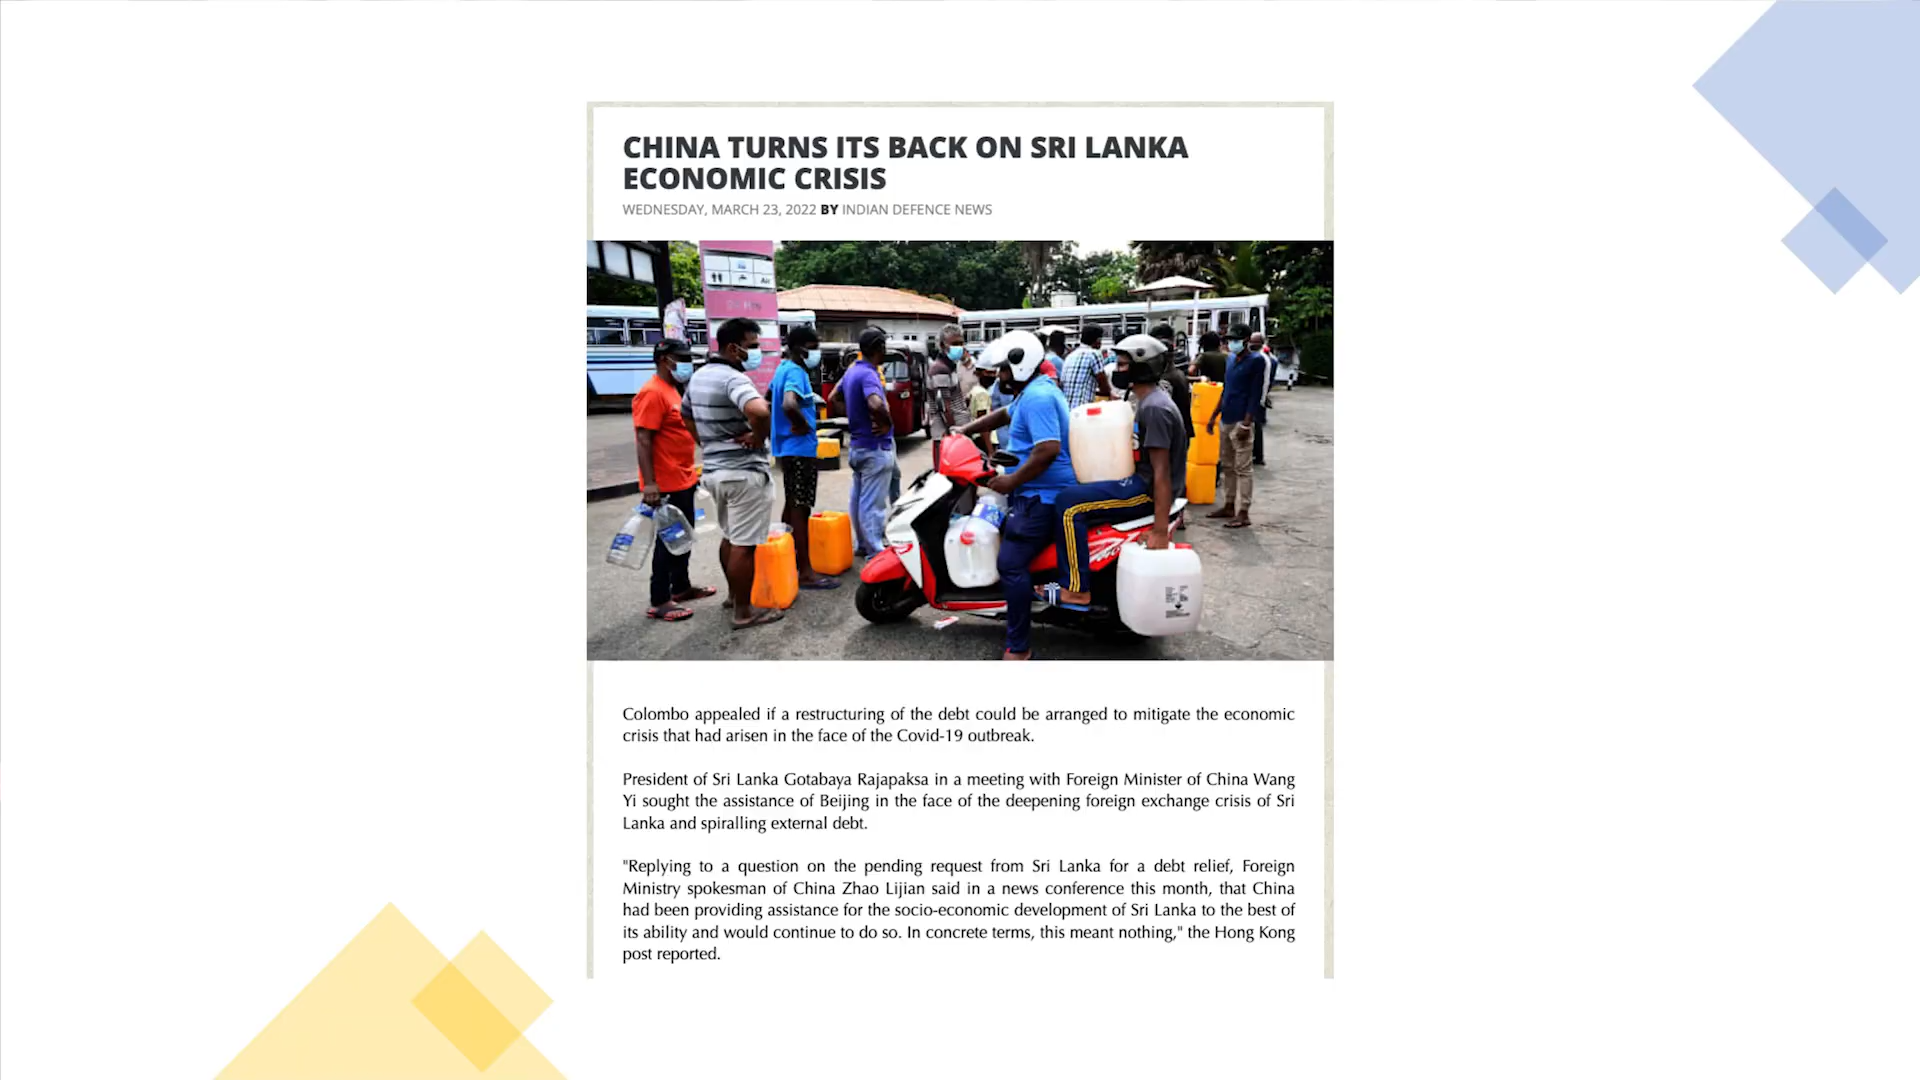 CHINA TURNS ITS BACK ON SRI LANKA
ECONOMIC CRISIS
WEDNESDAY, MARCH 23, 2022 BY INDIAN DEFENCE NEWS
Air
Colombo appealed if a restructuring of the debt could be arranged to mitigate the economic
crisis that had arisen in the face of the Covid-19 outbreak.
President of Sri Lanka Gotabaya Rajapaksa in a meeting with Foreign Minister of China Wang
Yi sought the assistance of Beijing in the face of the deepening foreign exchange crisis of Sri
Lanka and spiralling external debt.
"Replying to a question on the pending request from Sri Lanka for a debt relief, Foreign
Ministry spokesman of China Zhao Lijian said in a news conference this month, that China
had been providing assistance for the socio-economic development of Sri Lanka to the best of
its ability and would continue to do so. In concrete terms, this meant nothing," the Hong Kong
post reported.